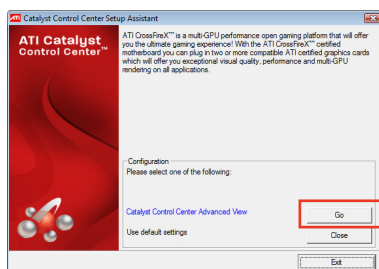 ATI Catalyst Control Center Setup Assistant
ATI Catalyst
Control Center™
ATI CrossFireX™ is a multi-GPU performance open gaming platform that will offer
you the ultimate gaming experience! With the ATI CrossFireX™ certified
motherboard you can plug in two or more compatible ATI certified graphics cards
which will offer you exceptional visual quality, performance and multi-GPU
rendering on all applications.
Configuration
Please select one of the following:
Catalyst Control Center Advanced View
Go
Use default settings
Close
Exit